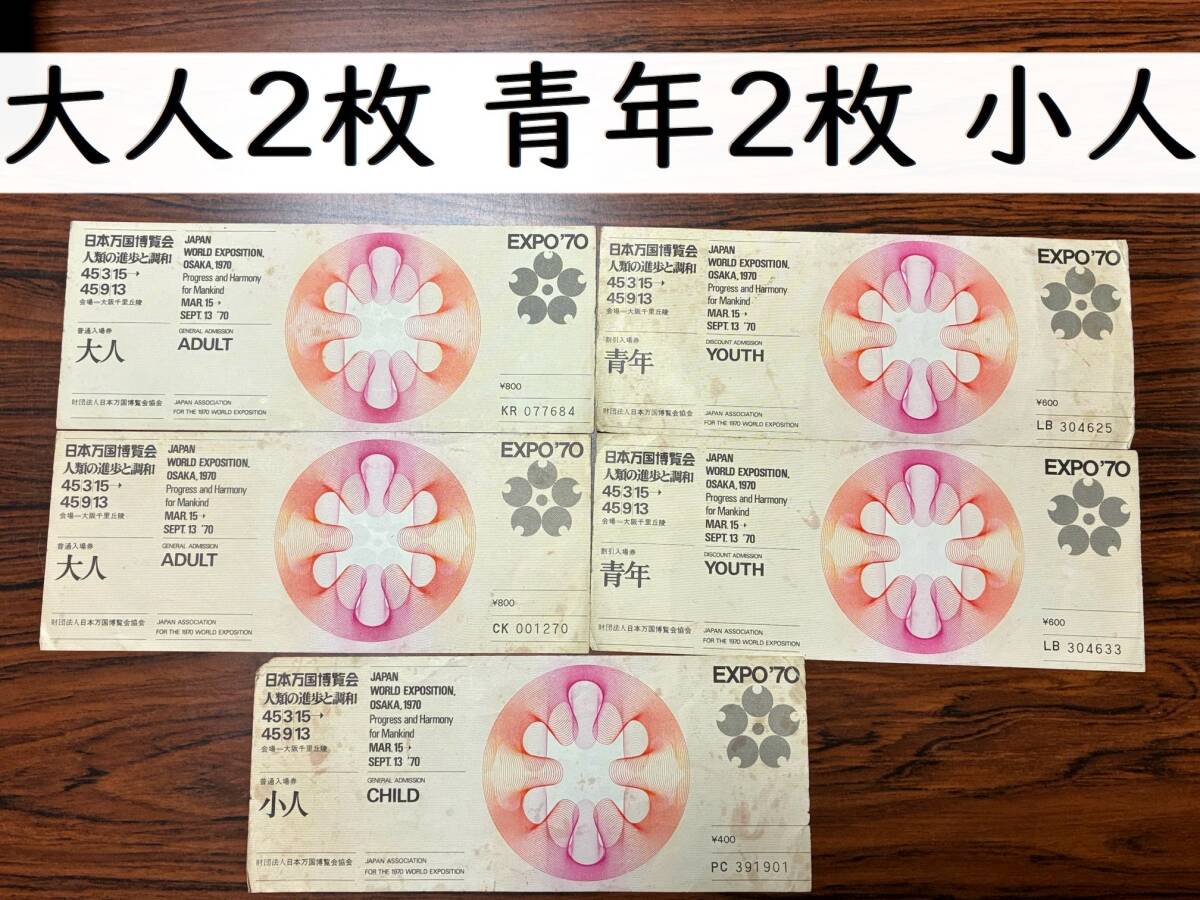 大人2枚 青年2枚 小人
日本万国博覧会
人類の進歩と調和
45|3|15→
45|9|13
会場—大阪千里丘陵
普通入場券
大人
財団法人日本万国博覧会協会
JAPAN
WORLD EXPOSITION,
OSAKA, 1970
Progress and Harmony
for Mankind
MAR. 15→
SEPT. 13 '70
GENERAL ADMISSION
ADULT
JAPAN ASSOCIATION
FOR THE 1970 WORLD EXPOSITION
EXPO'70
¥800
KR 077684
日本万国博覧会
人類の進歩と調和
45|3|15→
45|9|13
会場—大阪千里丘陵
割引入場券
青年
財団法人日本万国博覧会協会
JAPAN
WORLD EXPOSITION,
OSAKA, 1970
Progress and Harmony
for Mankind
MAR. 15→
SEPT. 13 '70
DISCOUNT ADMISSION
YOUTH
JAPAN ASSOCIATION
FOR THE 1970 WORLD EXPOSITION
EXPO'70
¥600
LB 304625
日本万国博覧会
人類の進歩と調和
45|3|15→
45|9|13
会場—大阪千里丘陵
普通入場券
大人
財団法人日本万国博覧会協会
JAPAN
WORLD EXPOSITION,
OSAKA, 1970
Progress and Harmony
for Mankind
MAR. 15→
SEPT. 13 '70
GENERAL ADMISSION
ADULT
JAPAN ASSOCIATION
FOR THE 1970 WORLD EXPOSITION
EXPO'70
¥800
CK 001270
日本万国博覧会
人類の進歩と調和
45|3|15→
45|9|13
会場—大阪千里丘陵
割引入場券
青年
財団法人日本万国博覧会協会
JAPAN
WORLD EXPOSITION,
OSAKA, 1970
Progress and Harmony
for Mankind
MAR. 15→
SEPT. 13 '70
DISCOUNT ADMISSION
YOUTH
JAPAN ASSOCIATION
FOR THE 1970 WORLD EXPOSITION
EXPO'70
¥600
LB 304633
日本万国博覧会
人類の進歩と調和
45|3|15→
45|9|13
会場—大阪千里丘陵
普通入場券
小人
財団法人日本万国博覧会協会
JAPAN
WORLD EXPOSITION,
OSAKA, 1970
Progress and Harmony
for Mankind
MAR. 15→
SEPT. 13 '70
GENERAL ADMISSION
CHILD
JAPAN ASSOCIATION
FOR THE 1970 WORLD EXPOSITION
EXPO'70
¥400
PC 391901